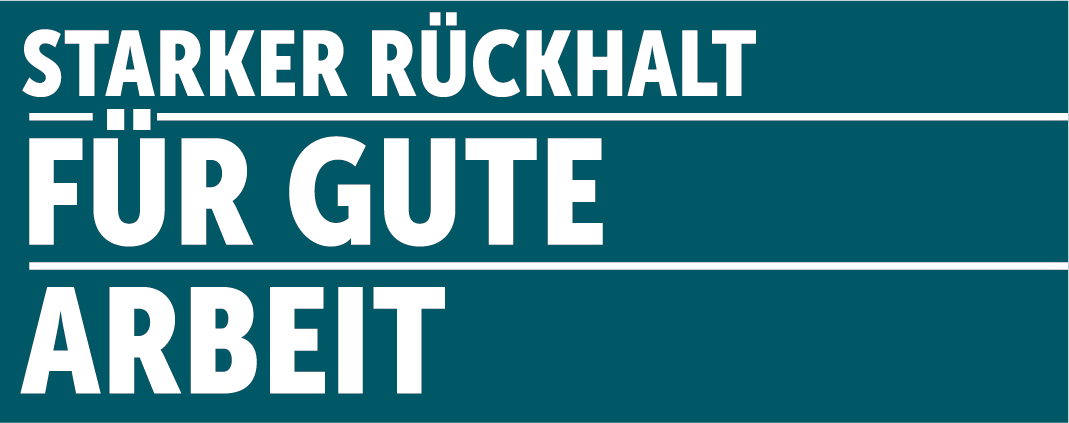 STARKER RÜCKHALT
FÜR GUTE
ARBEIT